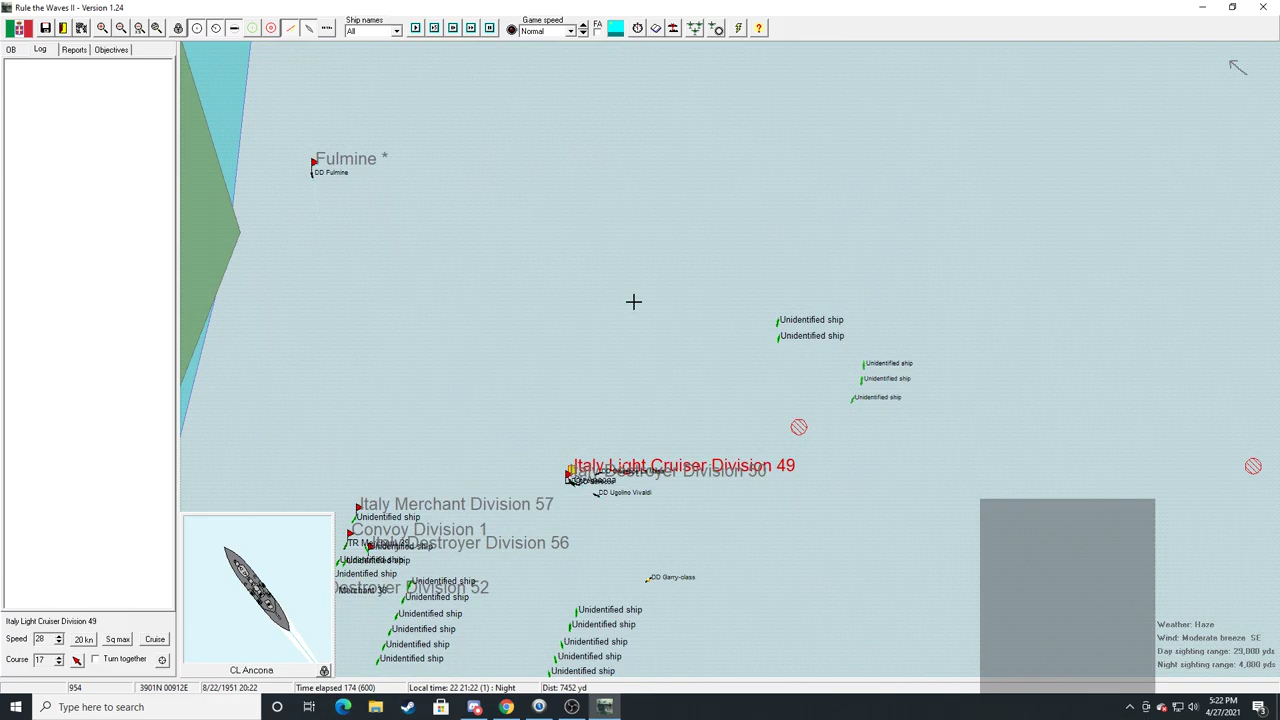 Rule the Waves II - Version 1.24
Ship names
All
Game speed
Normal
FA
OB
Log
Reports
Objectives
Fulmine *
DD Fulmine
Unidentified ship
Unidentified ship
Unidentified ship
Unidentified ship
Unidentified ship
Italy Light Cruiser Division 49
Italy Destroyer Division 50
DD Ugolino Vivaldi
Italy Merchant Division 57
Unidentified ship
Convoy Division 1
Italy Destroyer Division 56
Unidentified ship
Unidentified ship
Unidentified ship
DD Garry-class
Unidentified ship
Destroyer Division 52
Merchant 38
Unidentified ship
Unidentified ship
Unidentified ship
Unidentified ship
Unidentified ship
Unidentified ship
Unidentified ship
Unidentified ship
Unidentified ship
Unidentified ship
Italy Light Cruiser Division 49
Speed 28 20 kn Sq max Cruise
Course 17 Turn together
CL Ancona
Weather: Haze
Wind: Moderate breeze SE
Day sighting range: 29,000 yds
Night sighting range: 4,000 yds
954
3901N 00912E
8/22/1951 20:22
Time elapsed 174 (600)
Local time: 22 21:22 (1) : Night
Dist: 7452 yd
Type here to search
5:22 PM
4/27/2021
3